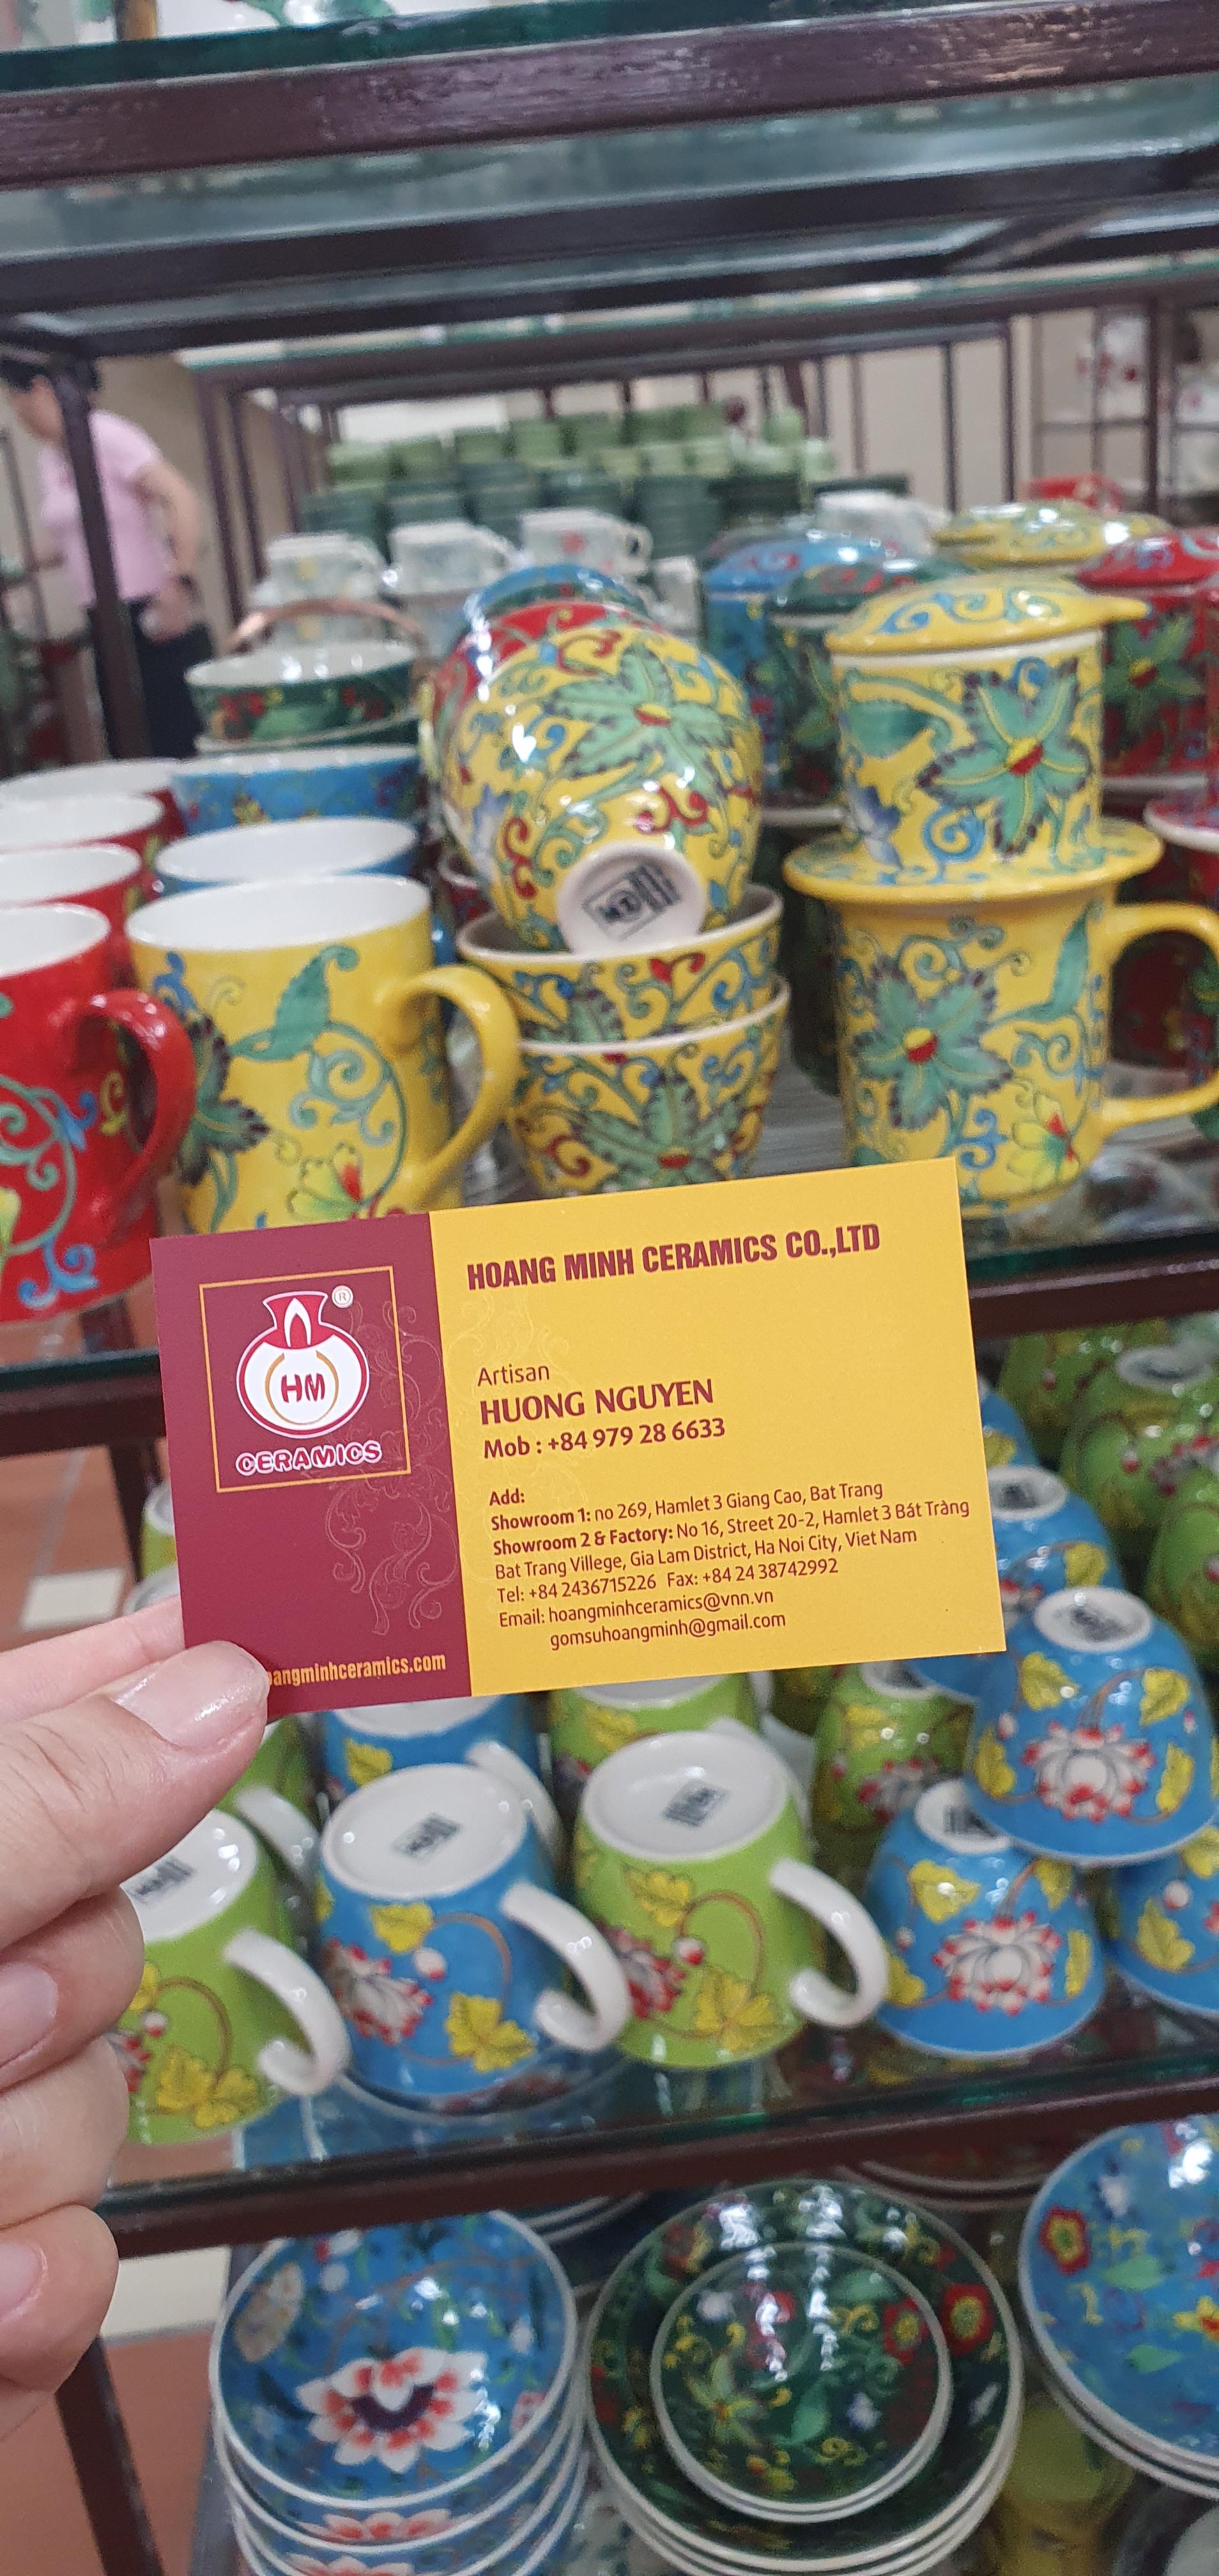 HOANG MINH CERAMICS CO.,LTD
®
HM
CERAMICS
Artisan
HUONG NGUYEN
Mob : +84 979 28 6633
Add:
Showroom 1: no 269, Hamlet 3 Giang Cao, Bat Trang
Showroom 2 & Factory: No 16, Street 20-2, Hamlet 3 Bát Tràng
Bat Trang Villege, Gia Lam District, Ha Noi City, Viet Nam
Tel: +84 2436715226 Fax: +84 24 38742992
Email: hoangminhceramics@vnn.vn
gomsuhoangminh@gmail.com
angminhceramics.com